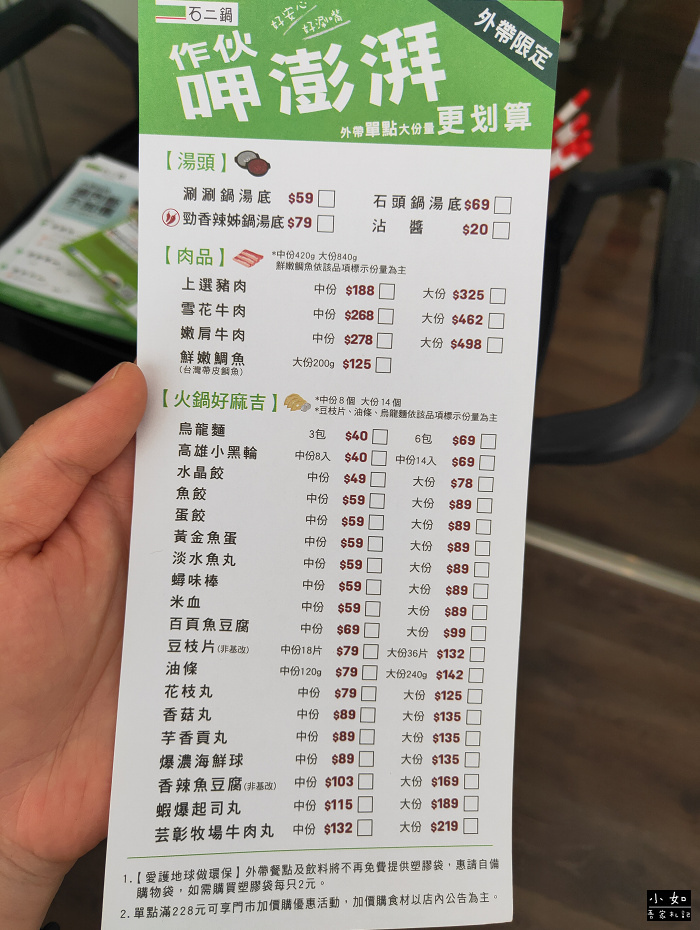 石二鍋
好安心
好涮嘴
外帶限定
作伙
呷澎湃
外帶單點大份量更划算
【湯頭】
涮涮鍋湯底 $59 石頭鍋湯底 $69
勁香辣姊鍋湯底 $79 沾醬 $20
【肉品】 *中份420g 大份840g
鮮嫩鯛魚依該品項標示份量為主
上選豬肉 中份 $188 大份 $325
雪花牛肉 中份 $268 大份 $462
嫩肩牛肉 中份 $278 大份 $498
鮮嫩鯛魚 大份200g $125
(台灣帶皮鯛魚)
【火鍋好麻吉】 *中份8個 大份14個
*豆枝片、油條、烏龍麵依該品項標示份量為主
烏龍麵 3包 $40 6包 $69
高雄小黑輪 中份8入 $40 中份14入 $69
水晶餃 中份 $49 大份 $78
魚餃 中份 $59 大份 $89
蛋餃 中份 $59 大份 $89
黃金魚蛋 中份 $59 大份 $89
淡水魚丸 中份 $59 大份 $89
蟳味棒 中份 $59 大份 $89
米血 中份 $59 大份 $89
百頁魚豆腐 中份 $69 大份 $99
豆枝片(非基改) 中份18片 $79 大份36片 $132
油條 中份120g $79 大份240g $142
花枝丸 中份 $79 大份 $125
香菇丸 中份 $89 大份 $135
芋香貢丸 中份 $89 大份 $135
爆濃海鮮球 中份 $89 大份 $135
香辣魚豆腐(非基改) 中份 $103 大份 $169
蝦爆起司丸 中份 $115 大份 $189
芸彰牧場牛肉丸 中份 $132 大份 $219
1.【愛護地球做環保】外帶餐點及飲料將不再免費提供塑膠袋，惠請自備
購物袋，如需購買塑膠袋每只2元。
2. 單點滿228元可享門市加價購優惠活動，加價購食材以店內公告為主。
小如
吾家札記